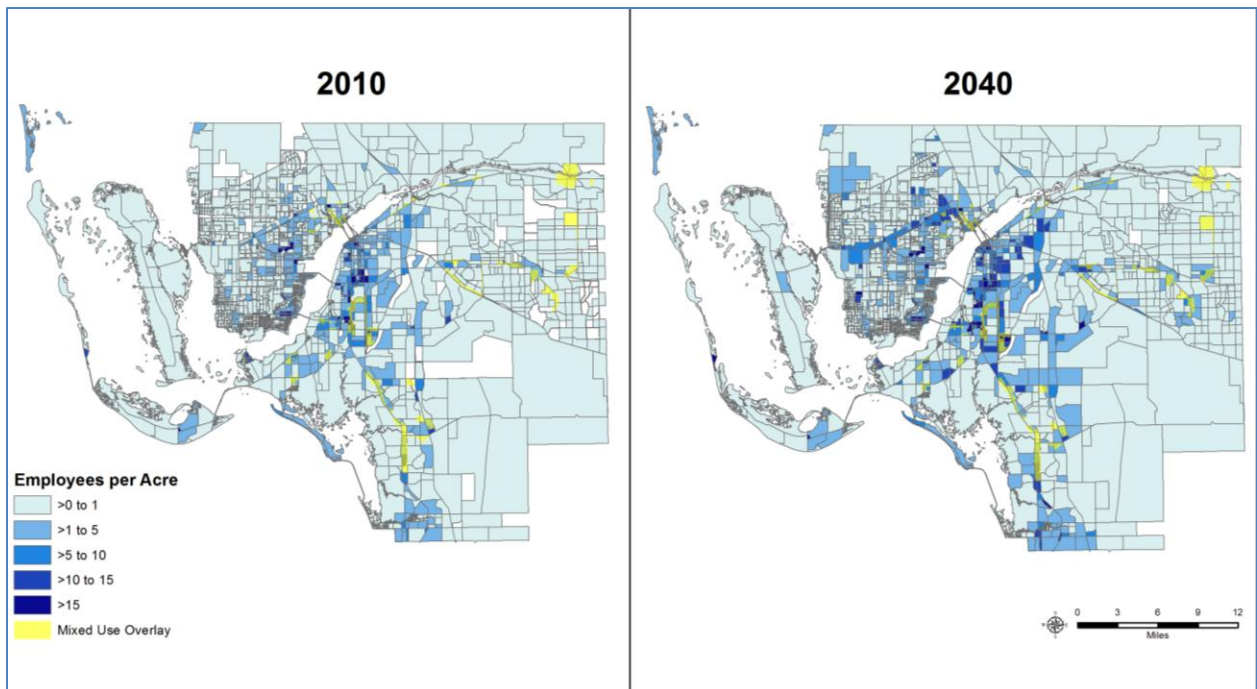 2010
2040
Employees per Acre
>0 to 1
>1 to 5
>5 to 10
>10 to 15
>15
Mixed Use Overlay
0 3 6 9 12
Miles